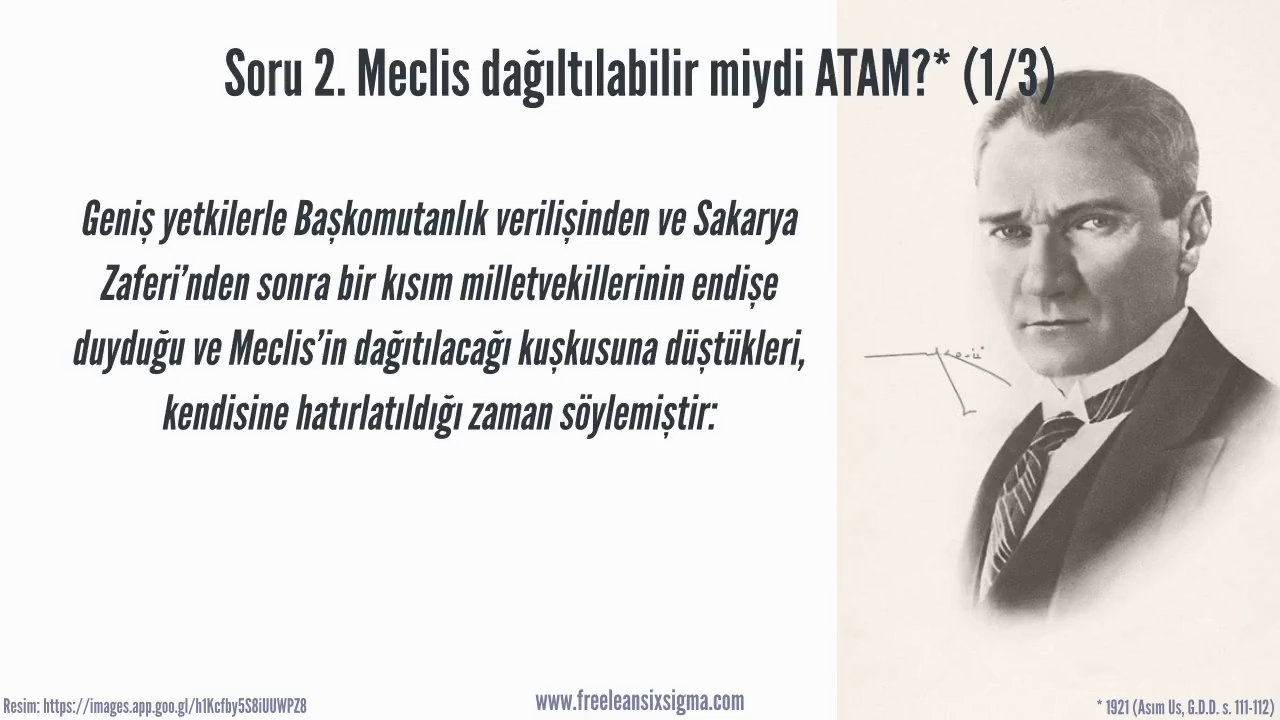 Soru 2. Meclis dağıltılabilir miydi ATAM?* (1/3)
Geniş yetkilerle Başkomutanlık verilişinden ve Sakarya
Zaferi’nden sonra bir kısım milletvekillerinin endişe
duyduğu ve Meclis’in dağıtılacağı kuşkusuna düştükleri,
kendisine hatırlatıldığı zaman söylemiştir:
Resim: https://images.app.goo.gl/h1Kcfby5S8iUUWPZ8
www.freeleansixsigma.com
* 1921 (Asım Us, G.D.D. s. 111-112)